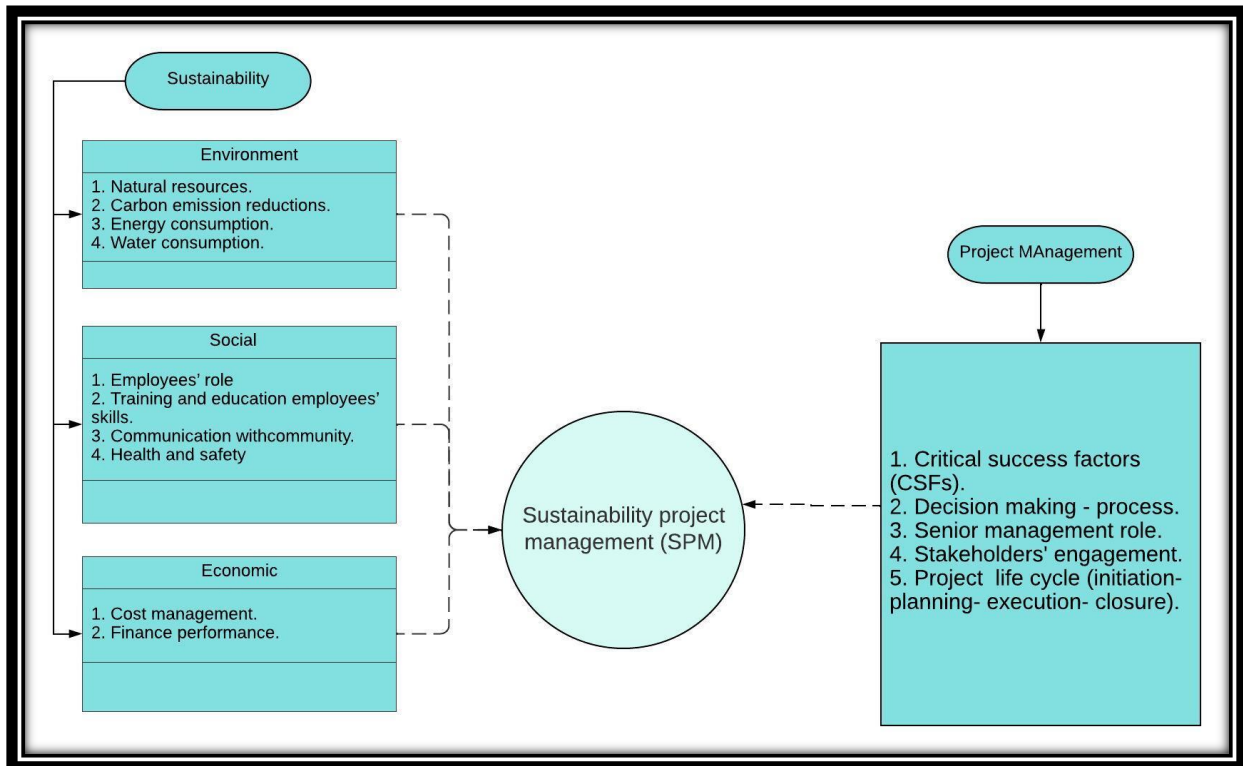 Sustainability
Environment
1. Natural resources.
2. Carbon emission reductions.
3. Energy consumption.
4. Water consumption.
Social
1. Employees’ role
2. Training and education employees’
skills.
3. Communication withcommunity.
4. Health and safety
Economic
1. Cost management.
2. Finance performance.
Sustainability project
management (SPM)
Project MAnagement
1. Critical success factors
(CSFs).
2. Decision making - process.
3. Senior management role.
4. Stakeholders' engagement.
5. Project life cycle (initiation-
planning- execution- closure).